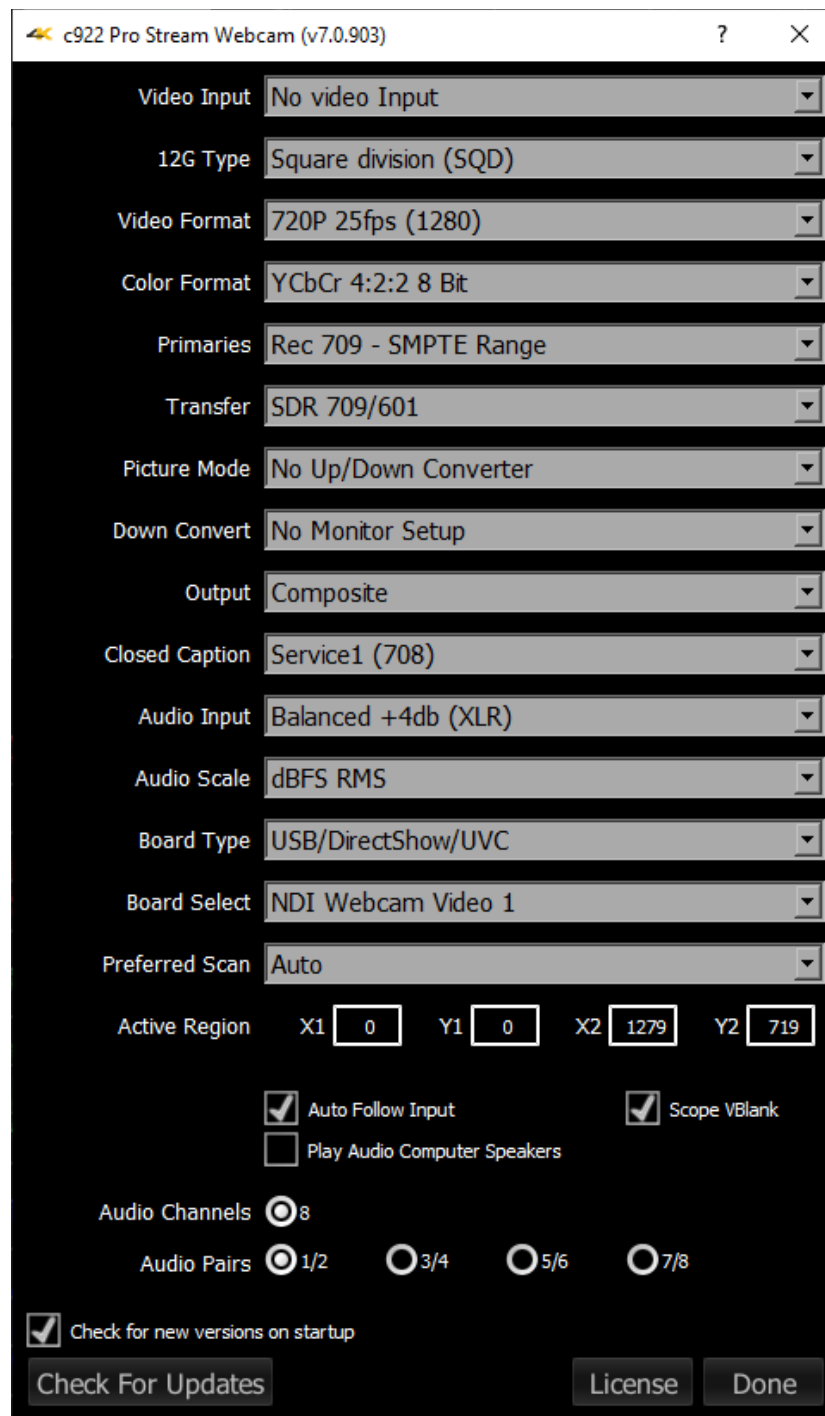 4K c922 Pro Stream Webcam (v7.0.903) ?
Video Input No video Input
12G Type Square division (SQD)
Video Format 720P 25fps (1280)
Color Format YCbCr 4:2:2 8 Bit
Primaries Rec 709 - SMPTE Range
Transfer SDR 709/601
Picture Mode No Up/Down Converter
Down Convert No Monitor Setup
Output Composite
Closed Caption Service1 (708)
Audio Input Balanced +4db (XLR)
Audio Scale dBFS RMS
Board Type USB/DirectShow/UVC
Board Select NDI Webcam Video 1
Preferred Scan Auto
Active Region X1 0 Y1 0 X2 1279 Y2 719
Auto Follow Input Scope VBlank
Play Audio Computer Speakers
Audio Channels 8
Audio Pairs 1/2 3/4 5/6 7/8
Check for new versions on startup
Check For Updates License Done